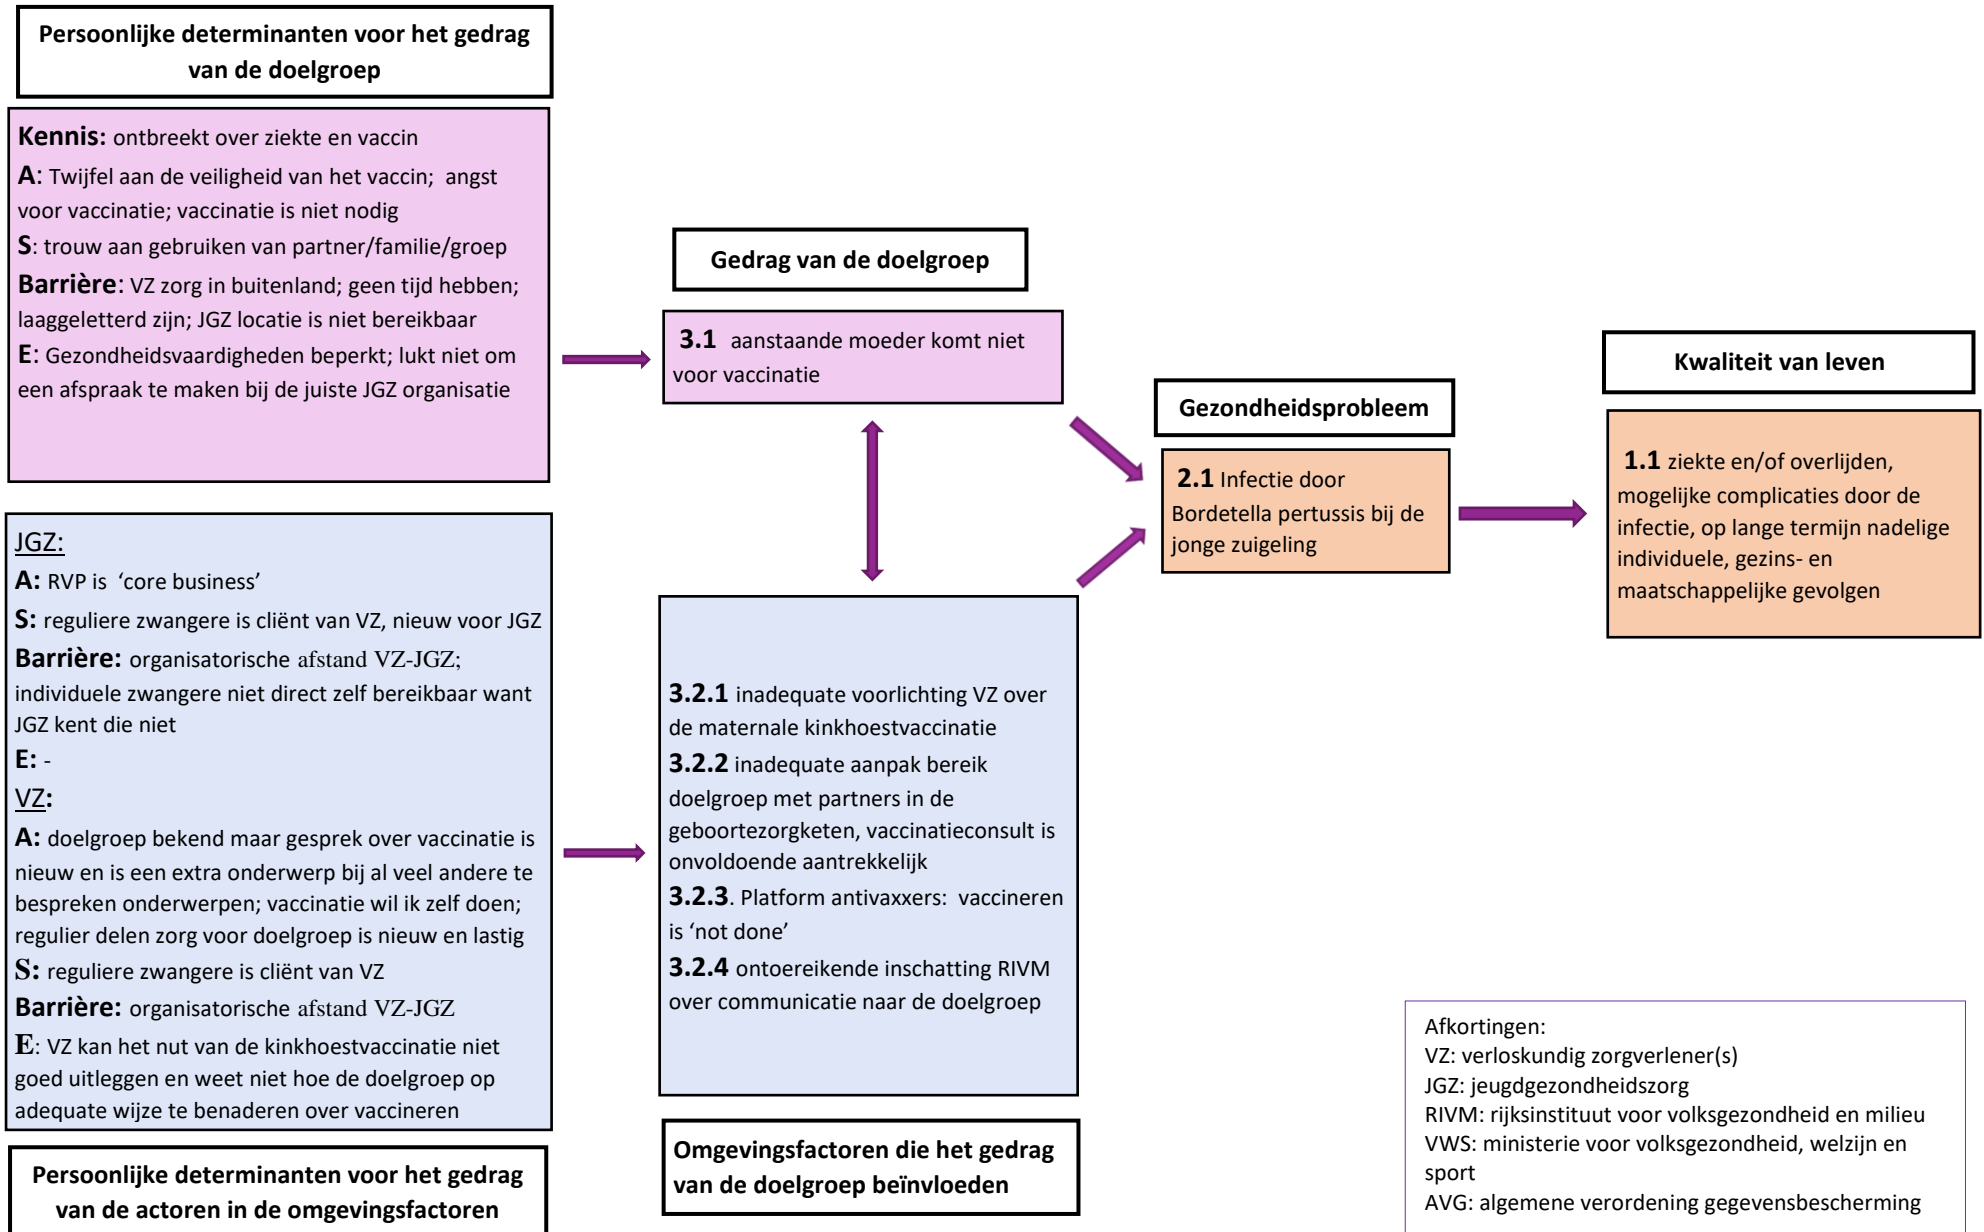 Persoonlijke determinanten voor het gedrag
van de doelgroep
Kennis: ontbreekt over ziekte en vaccin
A: Twijfel aan de veiligheid van het vaccin; angst
voor vaccinatie; vaccinatie is niet nodig
S: trouw aan gebruiken van partner/familie/groep
Barrière: VZ zorg in buitenland; geen tijd hebben;
laaggeletterd zijn; JGZ locatie is niet bereikbaar
E: Gezondheidsvaardigheden beperkt; lukt niet om
een afspraak te maken bij de juiste JGZ organisatie
JGZ:
A: RVP is ‘core business’
S: reguliere zwangere is cliënt van VZ, nieuw voor JGZ
Barrière: organisatorische afstand VZ-JGZ;
individuele zwangere niet direct zelf bereikbaar want
JGZ kent die niet
E: -
VZ:
A: doelgroep bekend maar gesprek over vaccinatie is
nieuw en is een extra onderwerp bij al veel andere te
bespreken onderwerpen; vaccinatie wil ik zelf doen;
regulier delen zorg voor doelgroep is nieuw en lastig
S: reguliere zwangere is cliënt van VZ
Barrière: organisatorische afstand VZ-JGZ
E: VZ kan het nut van de kinkhoestvaccinatie niet
goed uitleggen en weet niet hoe de doelgroep op
adequate wijze te benaderen over vaccineren
Persoonlijke determinanten voor het gedrag
van de actoren in de omgevingsfactoren
Gedrag van de doelgroep
3.1 aanstaande moeder komt niet
voor vaccinatie
3.2.1 inadequate voorlichting VZ over
de maternale kinkhoestvaccinatie
3.2.2 inadequate aanpak bereik
doelgroep met partners in de
geboortezorgketen, vaccinatieconsult is
onvoldoende aantrekkelijk
3.2.3. Platform antivaxxers: vaccineren
is ‘not done’
3.2.4 ontoereikende inschatting RIVM
over communicatie naar de doelgroep
Omgevingsfactoren die het gedrag
van de doelgroep beïnvloeden
Gezondheidsprobleem
2.1 Infectie door
Bordetella pertussis bij de
jonge zuigeling
Kwaliteit van leven
1.1 ziekte en/of overlijden,
mogelijke complicaties door de
infectie, op lange termijn nadelige
individuele, gezins- en
maatschappelijke gevolgen
Afkortingen:
VZ: verloskundig zorgverlener(s)
JGZ: jeugdgezondheidszorg
RIVM: rijksinstituut voor volksgezondheid en milieu
VWS: ministerie voor volksgezondheid, welzijn en
sport
AVG: algemene verordening gegevensbescherming